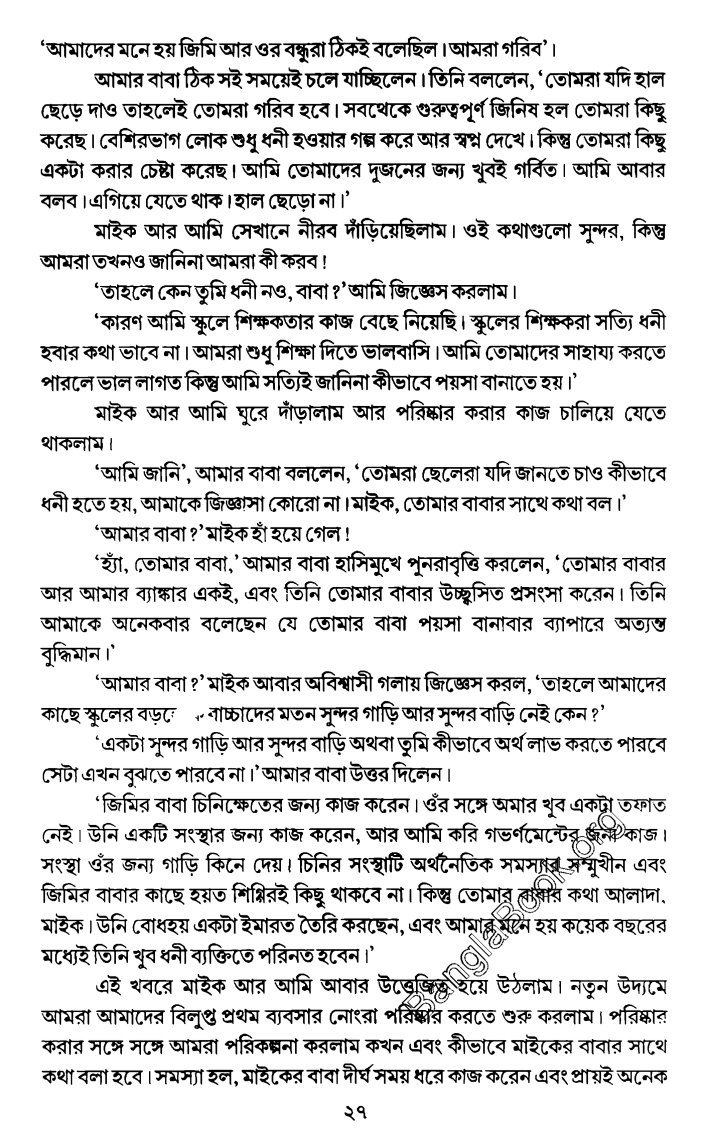 ‘আমাদের মনে হয় জিমি আর ওর বন্ধুরা ঠিকই বলেছিল। আমরা গরিব’।
আমার বাবা ঠিক সই সময়েই চলে যাচ্ছিলেন। তিনি বললেন, ‘তোমরা যদি হাল
ছেড়ে দাও তাহলেই তোমরা গরিব হবে। সবথেকে গুরুত্বপূর্ণ জিনিষ হল তোমরা কিছু
করেছ। বেশিরভাগ লোক শুধু ধনী হওয়ার গল্প করে আর স্বপ্ন দেখে। কিন্তু তোমরা কিছু
একটা করার চেষ্টা করেছ। আমি তোমাদের দুজনের জন্য খুবই গর্বিত। আমি আবার
বলব। এগিয়ে যেতে থাক। হাল ছেড়ো না।’
মাইক আর আমি সেখানে নীরব দাঁড়িয়েছিলাম। ওই কথাগুলো সুন্দর, কিন্তু
আমরা তখনও জানিনা আমরা কী করব!
‘তাহলে কেন তুমি ধনী নও, বাবা?’ আমি জিজ্ঞেস করলাম।
‘কারণ আমি স্কুলে শিক্ষকতার কাজ বেছে নিয়েছি। স্কুলের শিক্ষকরা সত্যি ধনী
হবার কথা ভাবে না। আমরা শুধু শিক্ষা দিতে ভালবাসি। আমি তোমাদের সাহায্য করতে
পারলে ভাল লাগত কিন্তু আমি সত্যিই জানিনা কীভাবে পয়সা বানাতে হয়।’
মাইক আর আমি ঘুরে দাঁড়ালাম আর পরিষ্কার করার কাজ চালিয়ে যেতে
থাকলাম।
‘আমি জানি’, আমার বাবা বললেন, ‘তোমরা ছেলেরা যদি জানতে চাও কীভাবে
ধনী হতে হয়, আমাকে জিজ্ঞাসা কোরো না। মাইক, তোমার বাবার সাথে কথা বল।’
‘আমার বাবা?’ মাইক হাঁ হয়ে গেল!
‘হ্যাঁ, তোমার বাবা,’ আমার বাবা হাসিমুখে পুনরাবৃত্তি করলেন, ‘তোমার বাবার
আর আমার ব্যাঙ্কার একই, এবং তিনি তোমার বাবার উচ্ছ্বসিত প্রসংসা করেন। তিনি
আমাকে অনেকবার বলেছেন যে তোমার বাবা পয়সা বানাবার ব্যাপারে অত্যন্ত
বুদ্ধিমান।’
‘আমার বাবা?’ মাইক আবার অবিশ্বাসী গলায় জিজ্ঞেস করল, ‘তাহলে আমাদের
কাছে স্কুলের বাচ্চাদের মতন সুন্দর গাড়ি আর সুন্দর বাড়ি নেই কেন?’
‘একটা সুন্দর গাড়ি আর সুন্দর বাড়ি অথবা তুমি কীভাবে অর্থ লাভ করতে পারবে
সেটা এখন বুঝতে পারবে না।’ আমার বাবা উত্তর দিলেন।
‘জিমির বাবা চিনিক্ষেতের জন্য কাজ করেন। ওঁর সঙ্গে অমার খুব একটা তফাত
নেই। উনি একটি সংস্থার জন্য কাজ করেন, আর আমি করি গভর্ণমেন্টের জন্য কাজ।
সংস্থা ওঁর জন্য গাড়ি কিনে দেয়। চিনির সংস্থাটি অর্থনৈতিক সমস্যার সম্মুখীন এবং
জিমির বাবার কাছে হয়ত শিগ্গিরই কিছু থাকবে না। কিন্তু তোমার বাবার কথা আলাদা,
মাইক। উনি বোধহয় একটা ইমারত তৈরি করছেন, এবং আমার মনে হয় কয়েক বছরের
মধ্যেই তিনি খুব ধনী ব্যক্তিতে পরিনত হবেন।’
এই খবরে মাইক আর আমি আবার উত্তেজিত হয়ে উঠলাম। নতুন উদ্যমে
আমরা আমাদের বিলুপ্ত প্রথম ব্যবসার নোংরা পরিষ্কার করতে শুরু করলাম। পরিষ্কার
করার সঙ্গে সঙ্গে আমরা পরিকল্পনা করলাম কখন এবং কীভাবে মাইকের বাবার সাথে
কথা বলা হবে। সমস্যা হল, মাইকের বাবা দীর্ঘ সময় ধরে কাজ করেন এবং প্রায়ই অনেক
২৭
BanglaBook.org